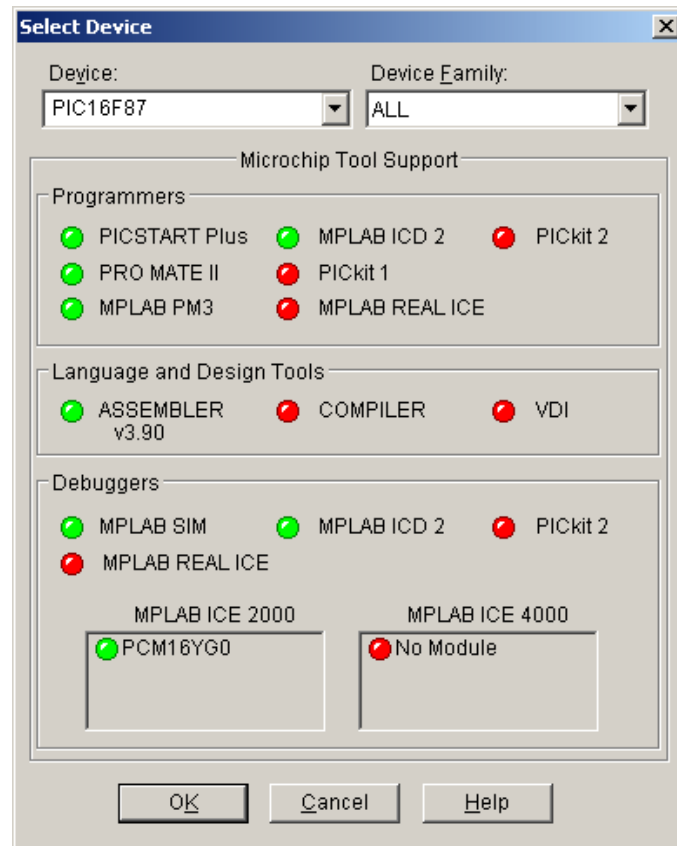 Select Device
Device: Device Family:
PIC16F87 ALL
Microchip Tool Support
Programmers
PICSTART Plus MPLAB ICD 2 PICkit 2
PRO MATE II PICkit 1
MPLAB PM3 MPLAB REAL ICE
Language and Design Tools
ASSEMBLER COMPILER VDI
v3.90
Debuggers
MPLAB SIM MPLAB ICD 2 PICkit 2
MPLAB REAL ICE
MPLAB ICE 2000 MPLAB ICE 4000
PCM16YG0 No Module
OK Cancel Help